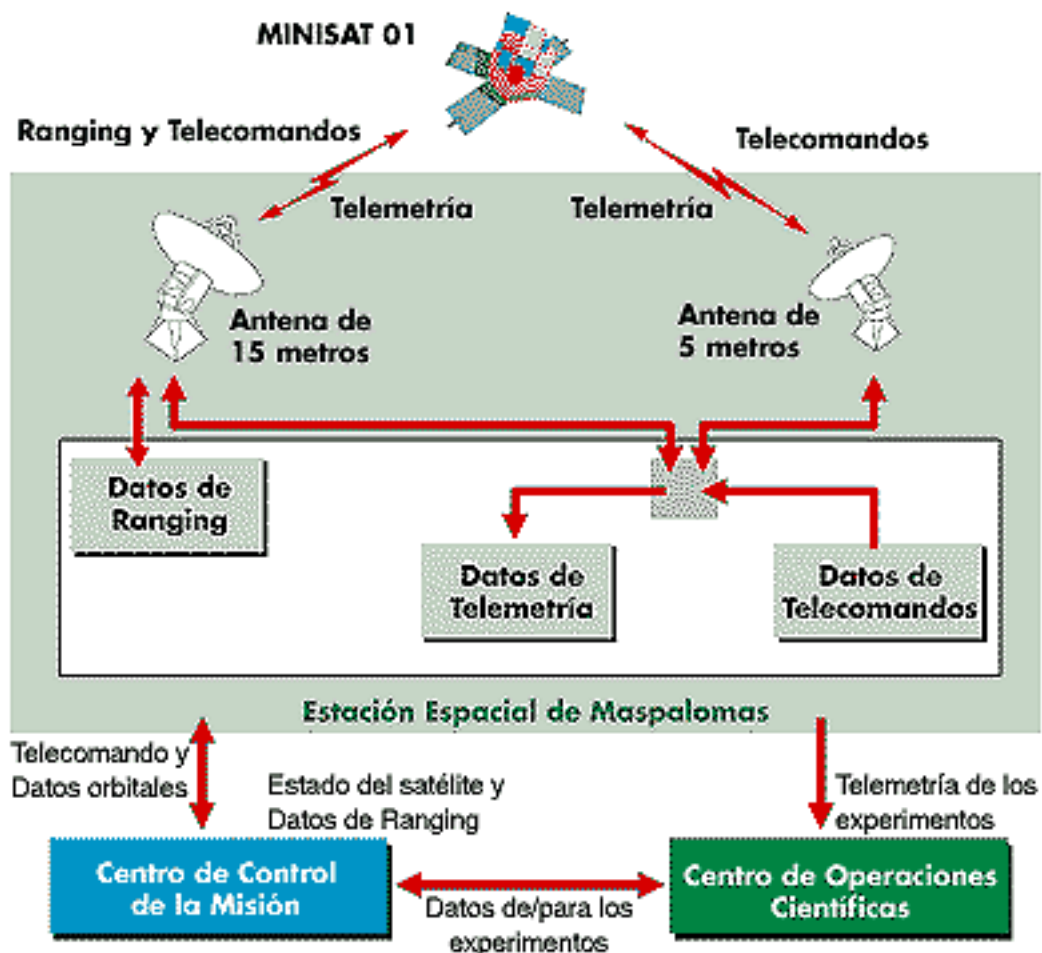 MINISAT 01
Ranging y Telecomandos
Telecomandos
Telemetría
Telemetría
Antena de
15 metros
Antena de
5 metros
Datos de
Ranging
Datos de
Telemetría
Datos de
Telecomandos
Estación Espacial de Maspalomas
Telecomando y
Datos orbitales
Estado del satélite y
Datos de Ranging
Telemetría de los
experimentos
Centro de Control
de la Misión
Datos de/para los
experimentos
Centro de Operaciones
Científicas